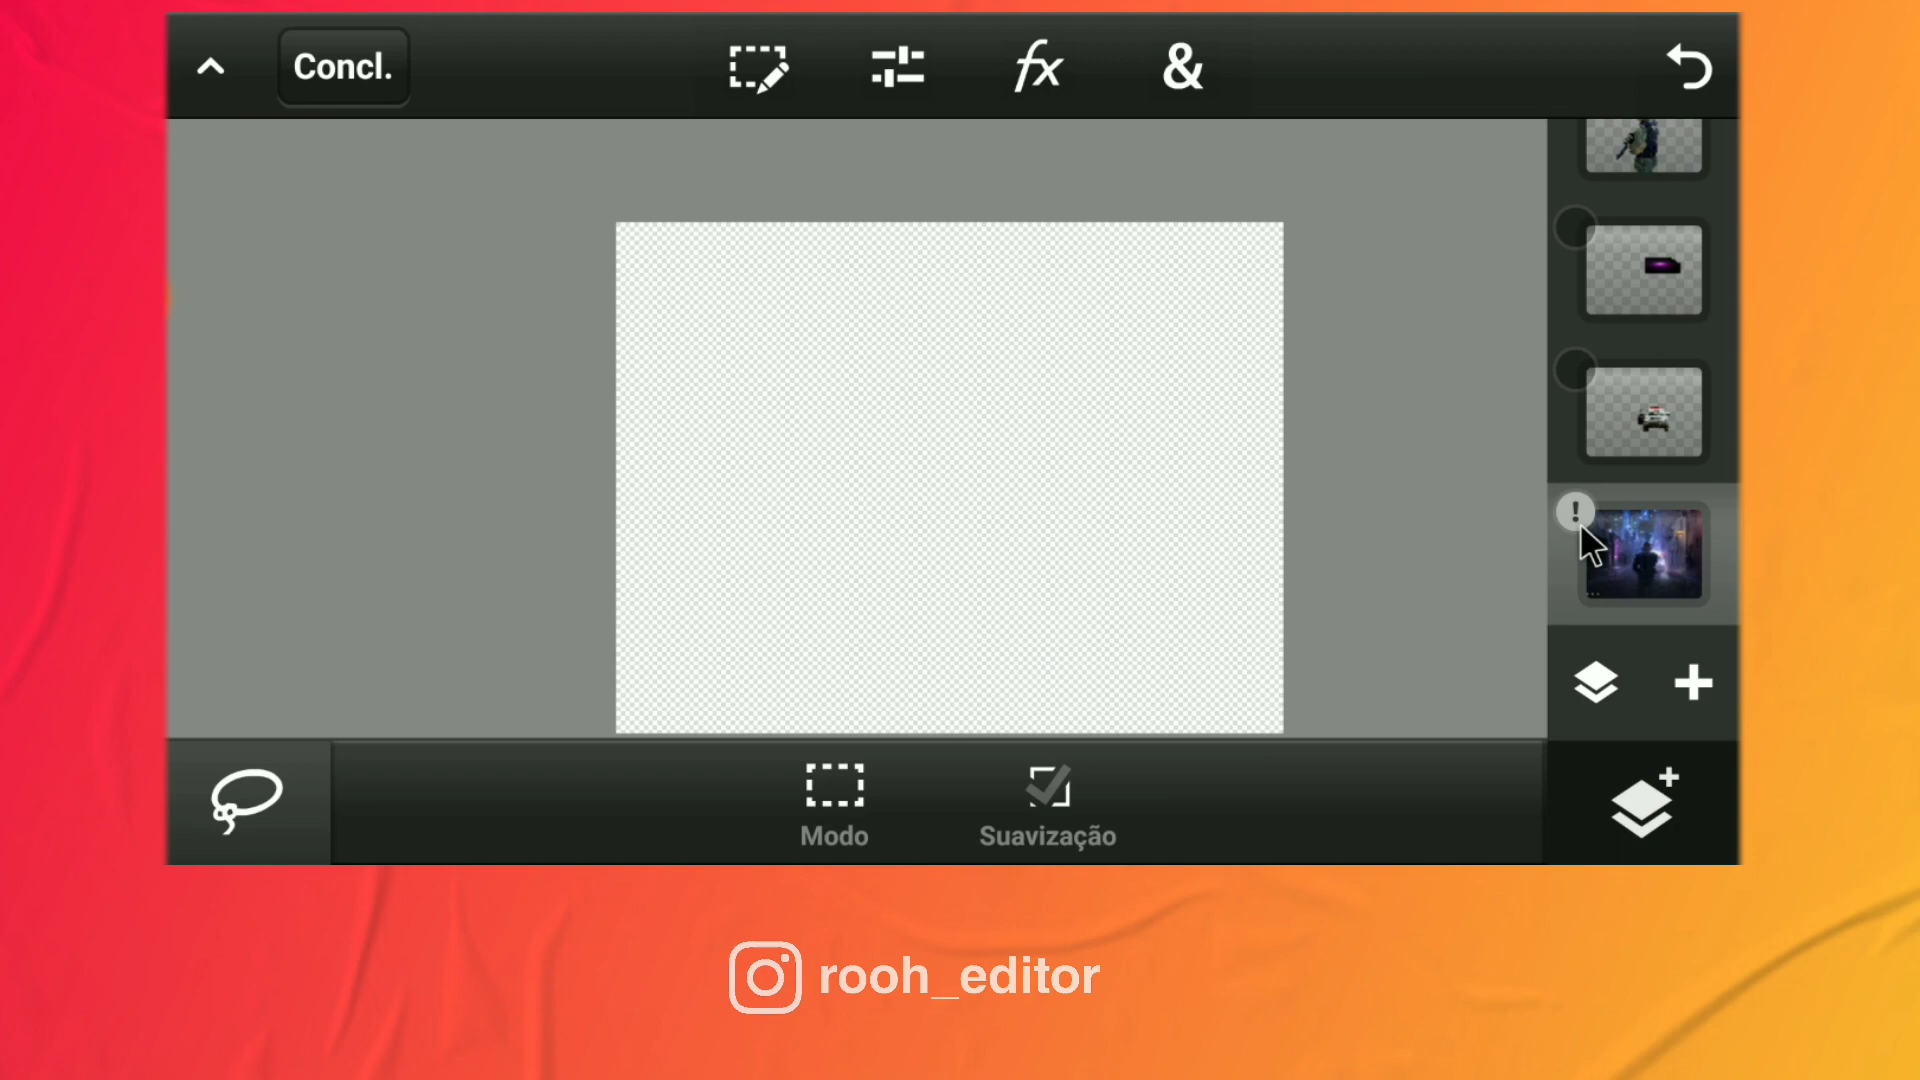 Concl.
fx
&
!
Modo
Suavização
rooh_editor